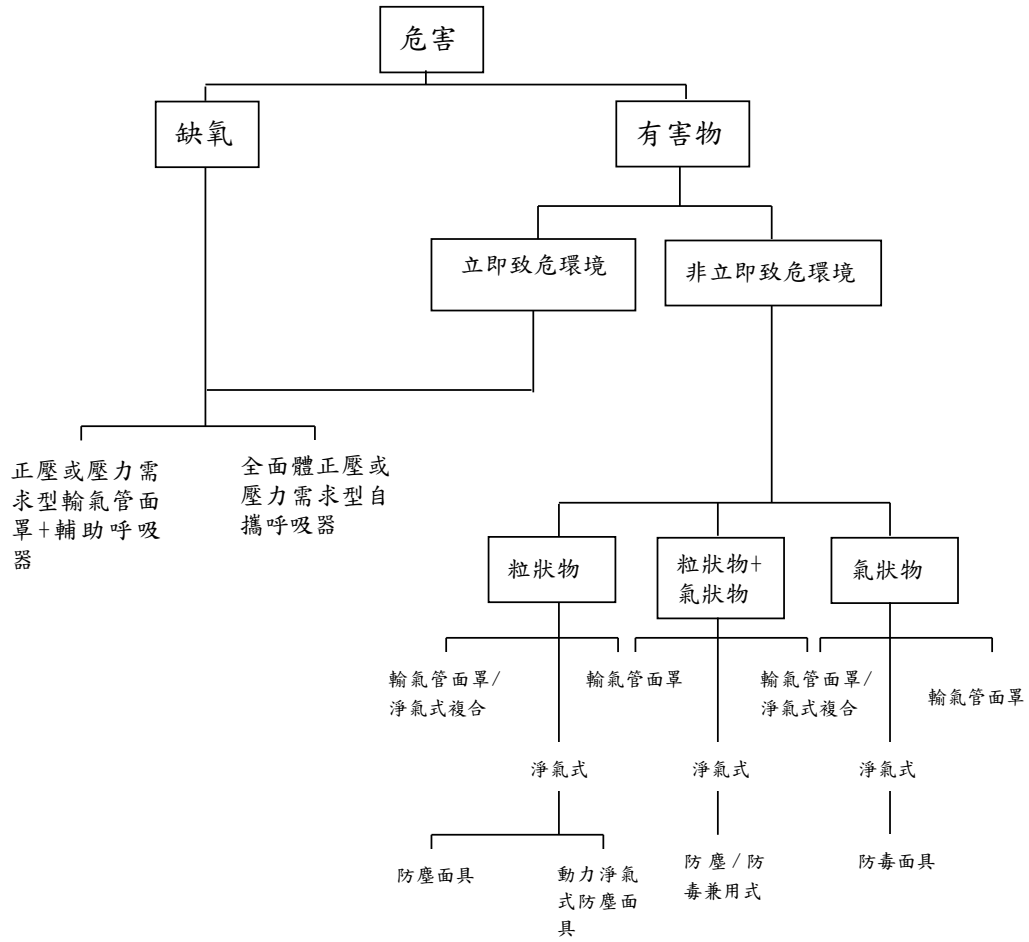 危害
缺氧
有害物
立即致危環境
非立即致危環境
正壓或壓力需
求型輸氣管面
罩+輔助呼吸
器
全面體正壓或
壓力需求型自
攜呼吸器
粒狀物
粒狀物+
氣狀物
氣狀物
輸氣管面罩/
淨氣式複合
輸氣管面罩
輸氣管面罩/
淨氣式複合
輸氣管面罩
淨氣式
淨氣式
淨氣式
防塵面具
動力淨氣
式防塵面
具
防塵/防
毒兼用式
防毒面具